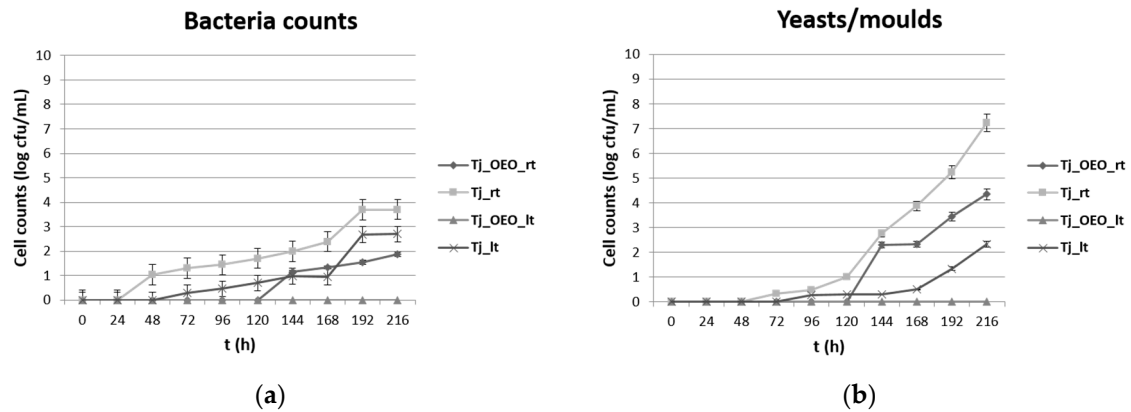 Bacteria counts
Cell counts (log cfu/mL)
10
9
8
7
6
5
4
3
2
1
0
0 24 48 72 96 120 144 168 192 216
t (h)
Tj_OEO_rt
Tj_rt
Tj_OEO_lt
Tj_lt
(a)
Yeasts/moulds
Cell counts (log cfu/mL)
10
9
8
7
6
5
4
3
2
1
0
0 24 48 72 96 120 144 168 192 216
t (h)
Tj_OEO_rt
Tj_rt
Tj_OEO_lt
Tj_lt
(b)